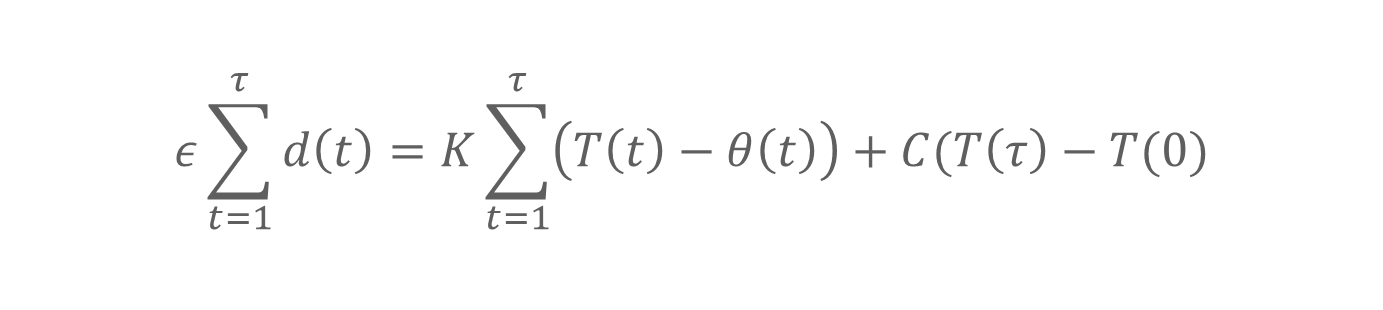 ϵ∑_{t=1}^{τ} d(t) = K∑_{t=1}^{τ} (T(t) − θ(t)) + C(T(τ) − T(0)